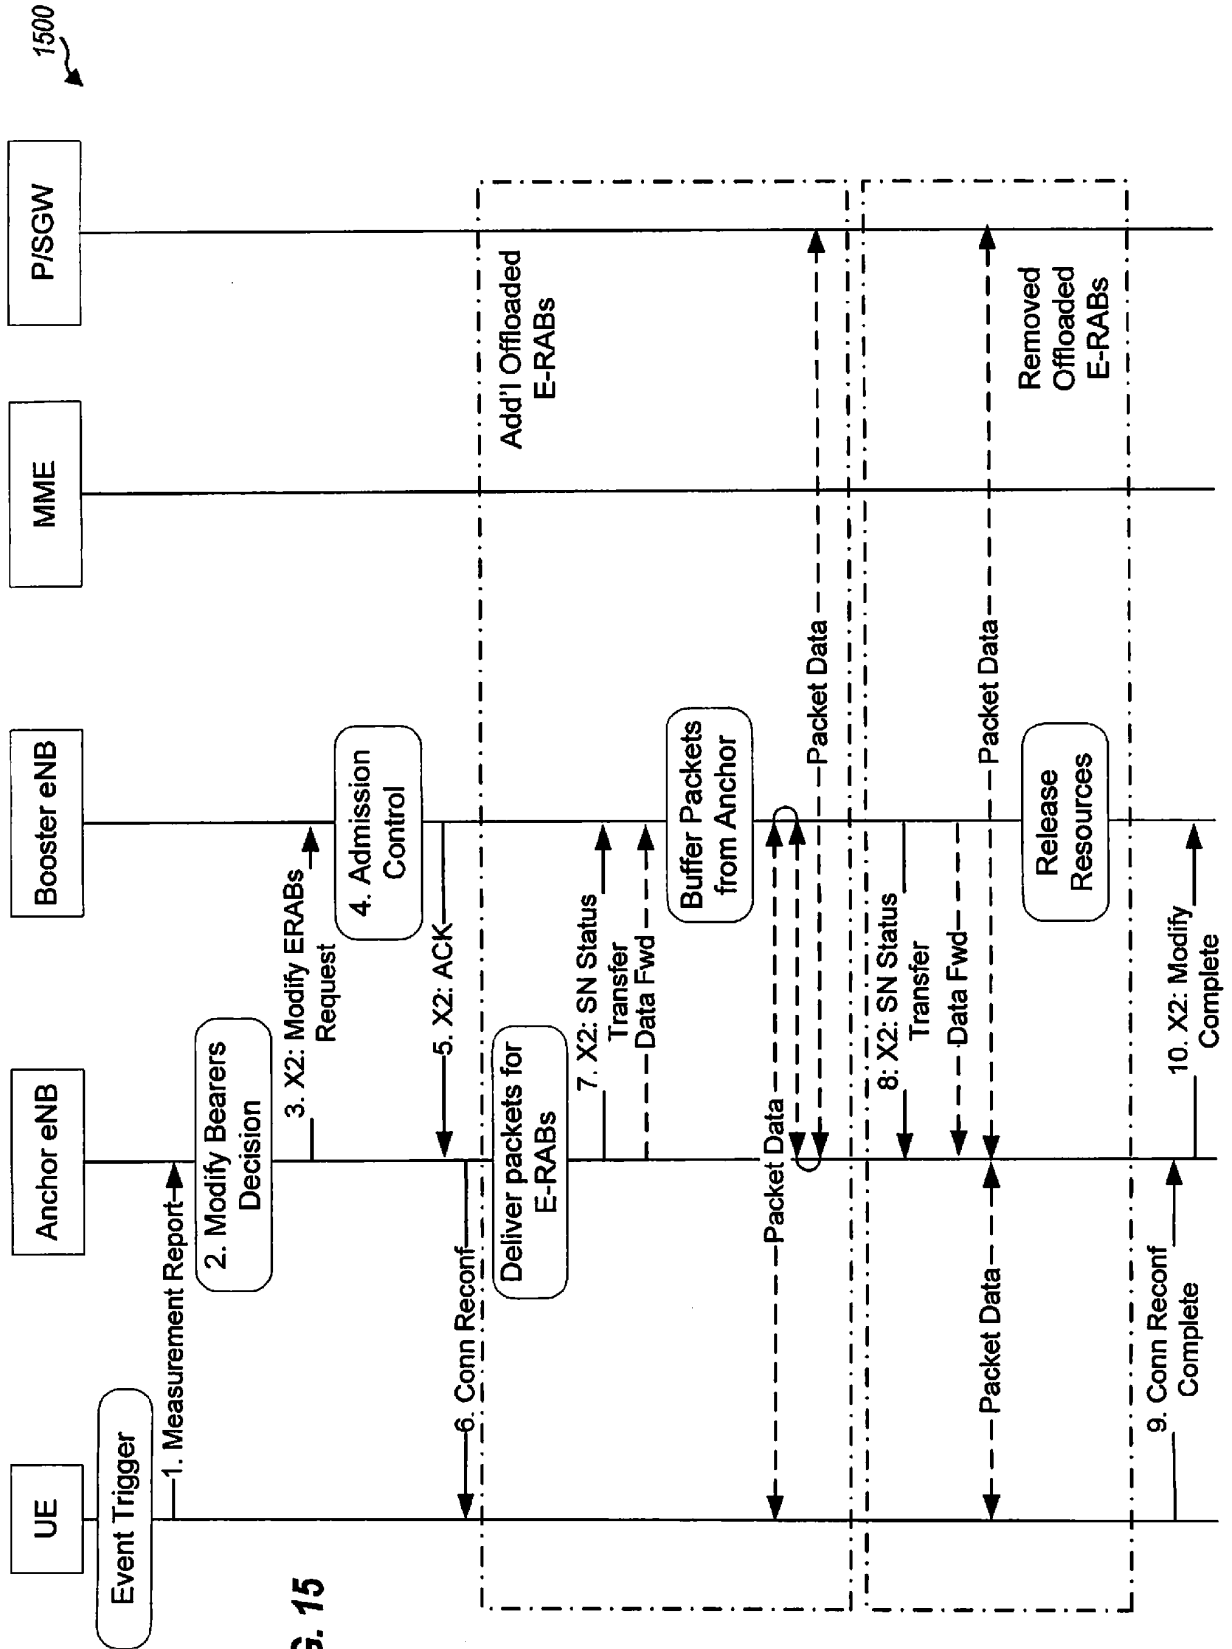 1500
UE
Anchor eNB
Booster eNB
MME
P/SGW
Event Trigger
1. Measurement Report
2. Modify Bearers
Decision
3. X2: Modify ERABs
Request
4. Admission
Control
5. X2: ACK
6. Conn Reconf
Add'l Offloaded
E-RABs
Deliver packets for
E-RABs
7. X2: SN Status
Transfer
Data Fwd
Buffer Packets
from Anchor
Packet Data
Packet Data
8: X2: SN Status
Transfer
Data Fwd
Packet Data
Packet Data
Removed
Offloaded
E-RABs
Release
Resources
9. Conn Reconf
Complete
10. X2: Modify
Complete
G. 15